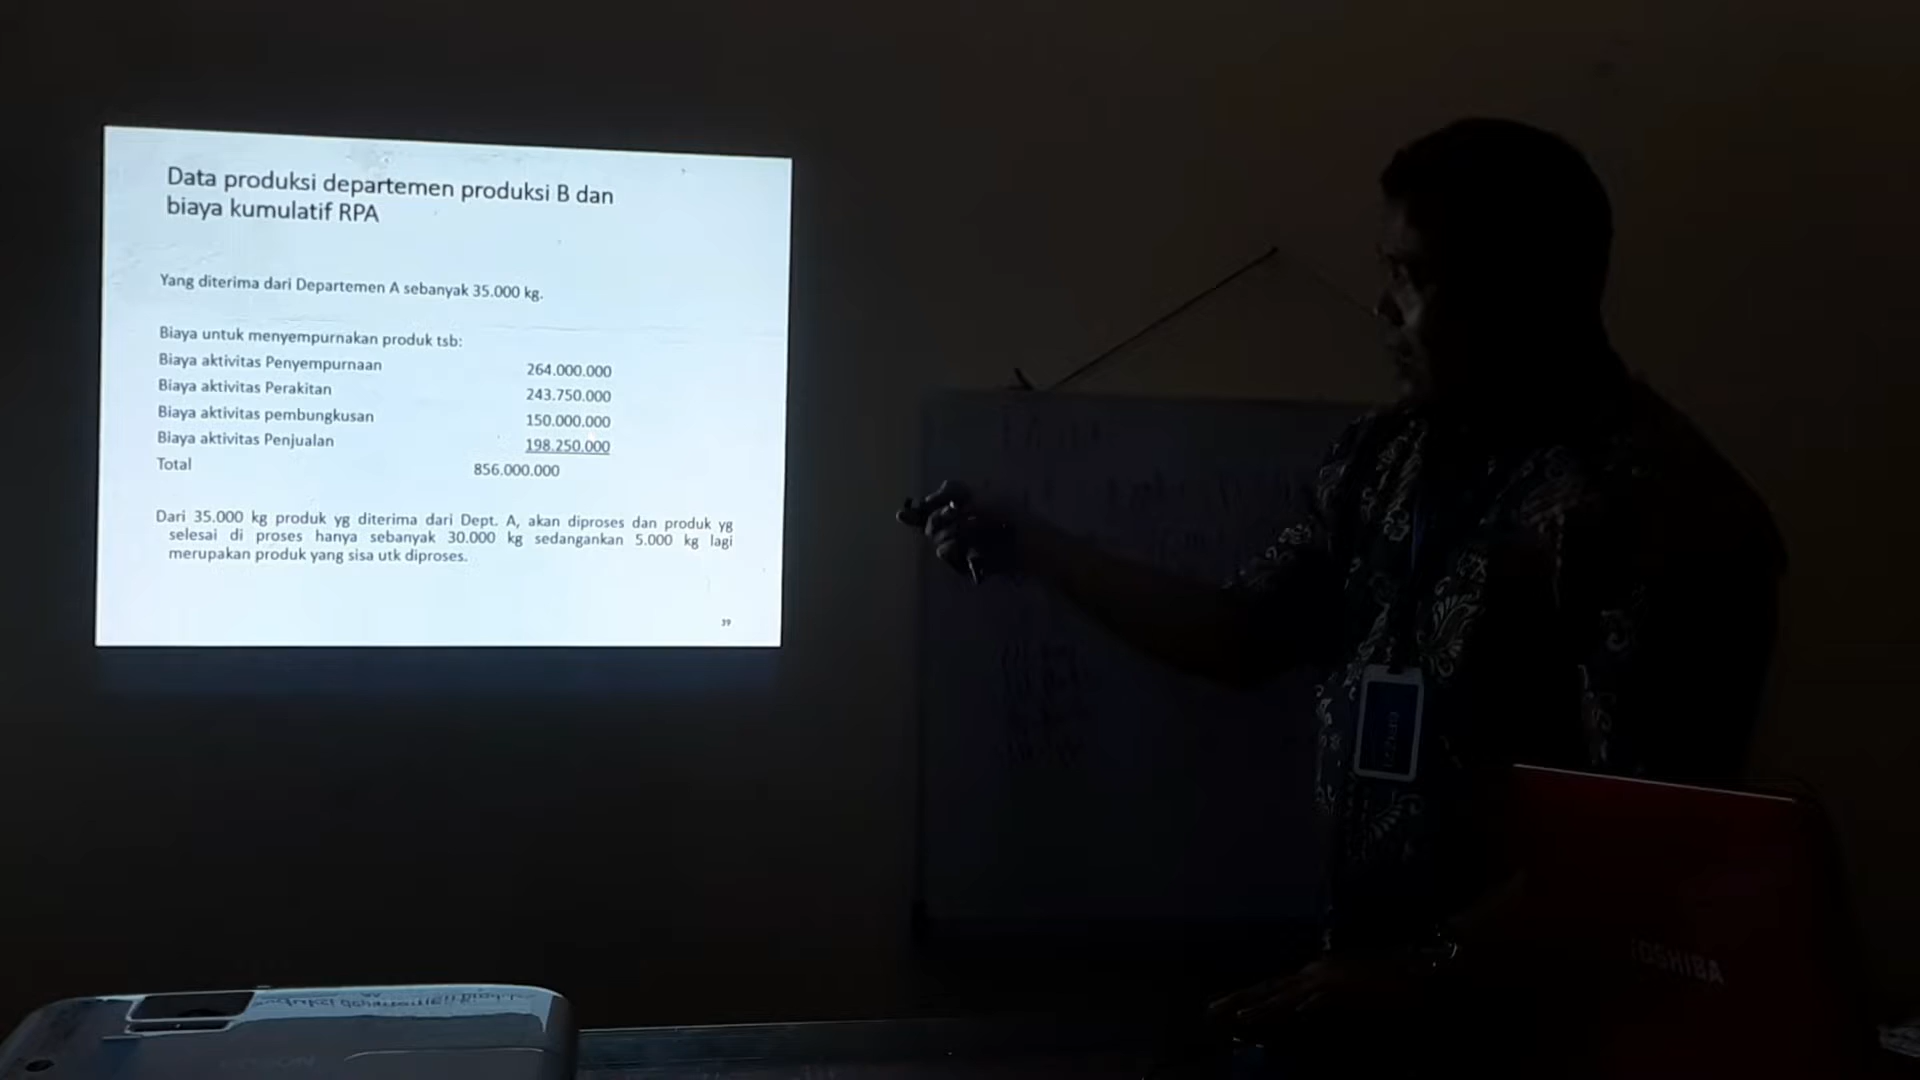 Data produksi departemen produksi B dan
biaya kumulatif RPA
Yang diterima dari Departemen A sebanyak 35.000 kg.
Biaya untuk menyempurnakan produk tsb:
Biaya aktivitas Penyempurnaan 264.000.000
Biaya aktivitas Perakitan 243.750.000
Biaya aktivitas pembungkusan 150.000.000
Biaya aktivitas Penjualan 198.250.000
Total 856.000.000
Dari 35.000 kg produk yg diterima dari Dept. A, akan diproses dan produk yg
selesai di proses hanya sebanyak 30.000 kg sedangankan 5.000 kg lagi
merupakan produk yang sisa utk diproses.
39
TOSHIBA